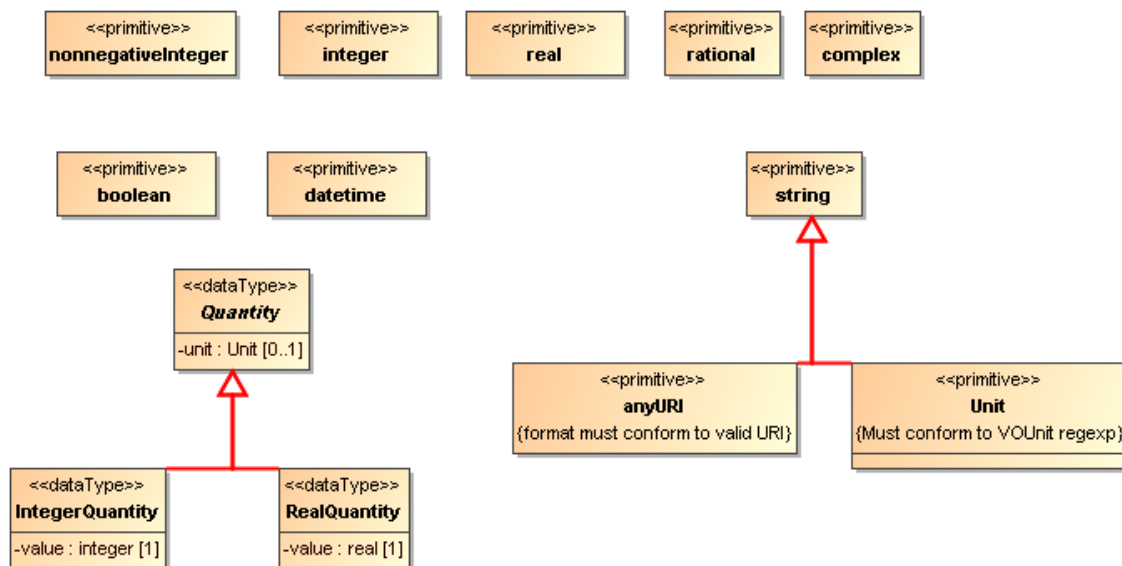 <<primitive>>
nonnegativeInteger
<<primitive>>
integer
<<primitive>>
real
<<primitive>>
rational
<<primitive>>
complex
<<primitive>>
boolean
<<primitive>>
datetime
<<primitive>>
string
<<dataType>>
Quantity
-unit : Unit [0..1]
<<primitive>>
anyURI
{format must conform to valid URI}
<<primitive>>
Unit
{Must conform to VOUnit regexp}
<<dataType>>
IntegerQuantity
-value : integer [1]
<<dataType>>
RealQuantity
-value : real [1]